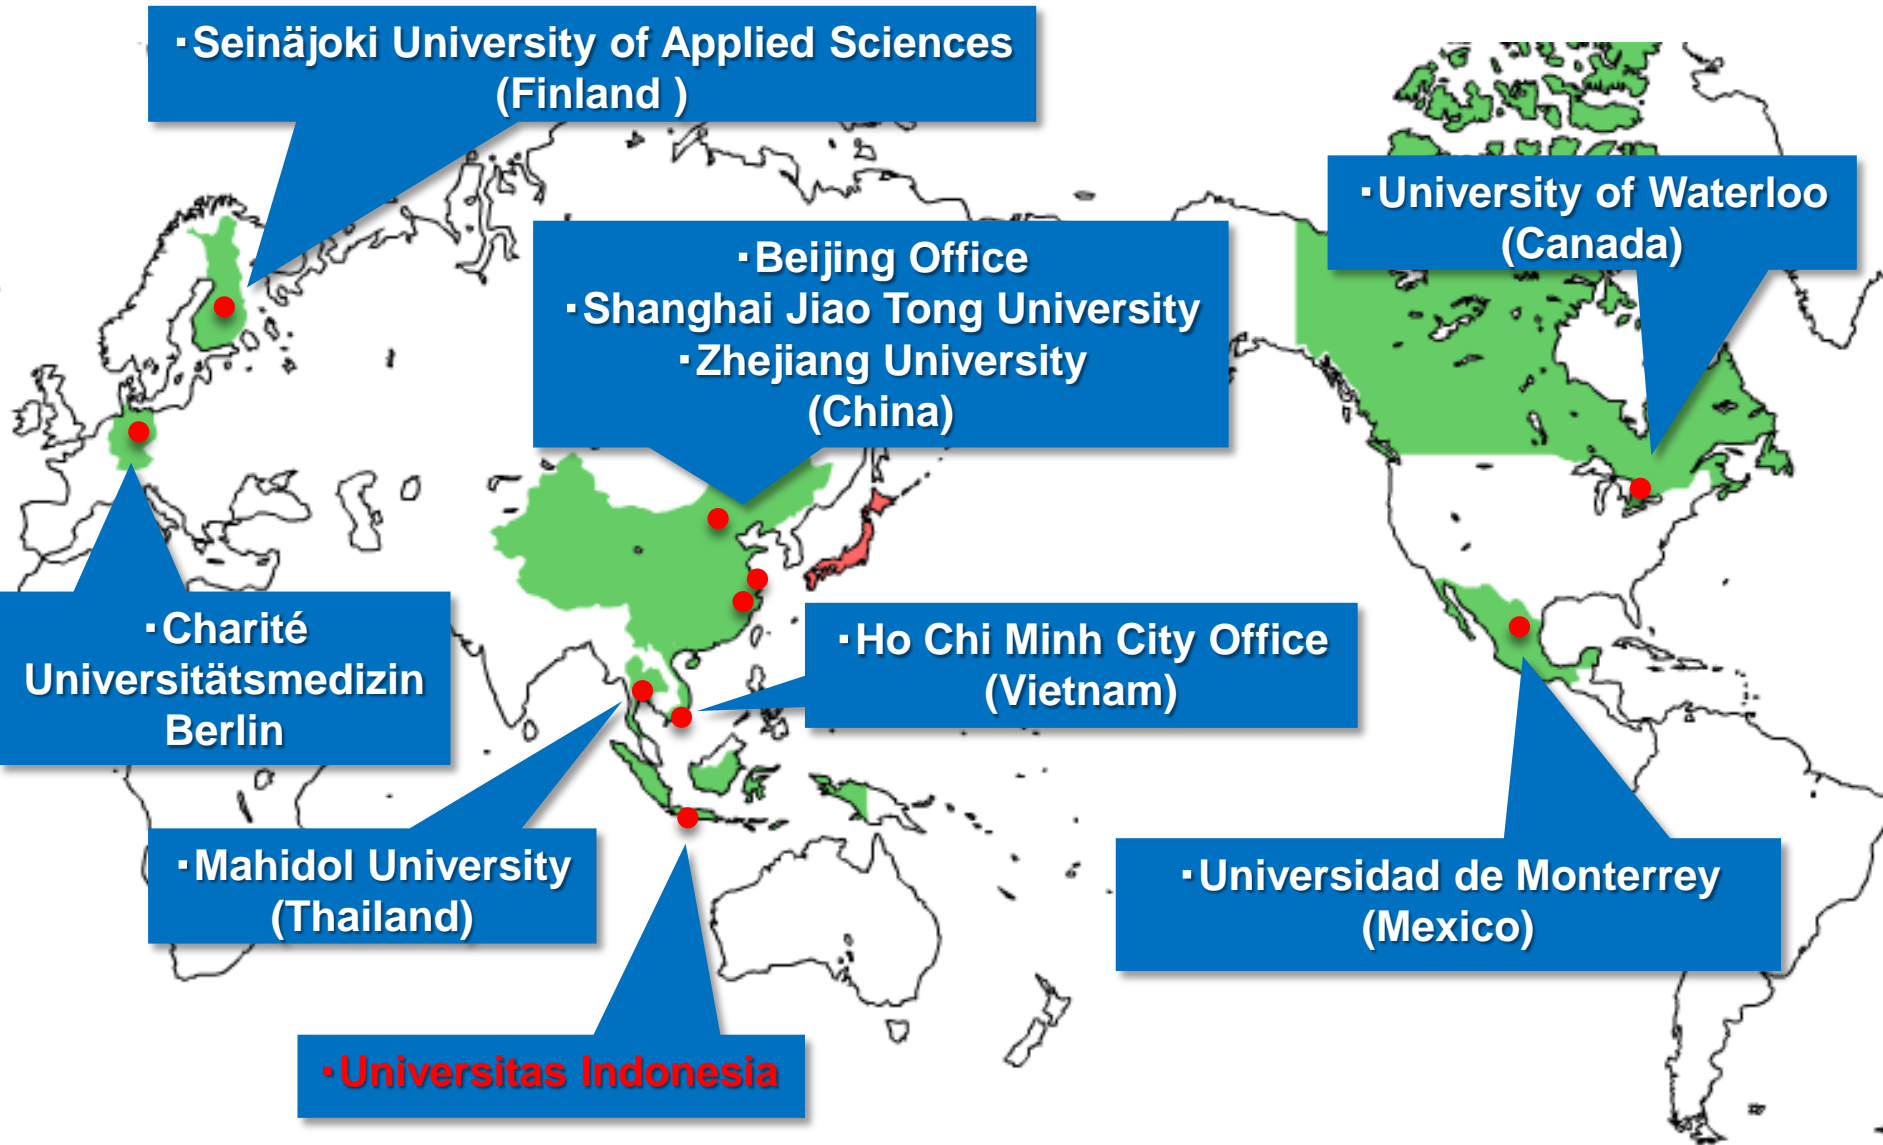 ・Seinäjoki University of Applied Sciences
(Finland )
・University of Waterloo
(Canada)
・Beijing Office
・Shanghai Jiao Tong University
・Zhejiang University
(China)
・Charité
Universitätsmedizin
Berlin
・Ho Chi Minh City Office
(Vietnam)
・Mahidol University
(Thailand)
・Universidad de Monterrey
(Mexico)
・Universitas Indonesia